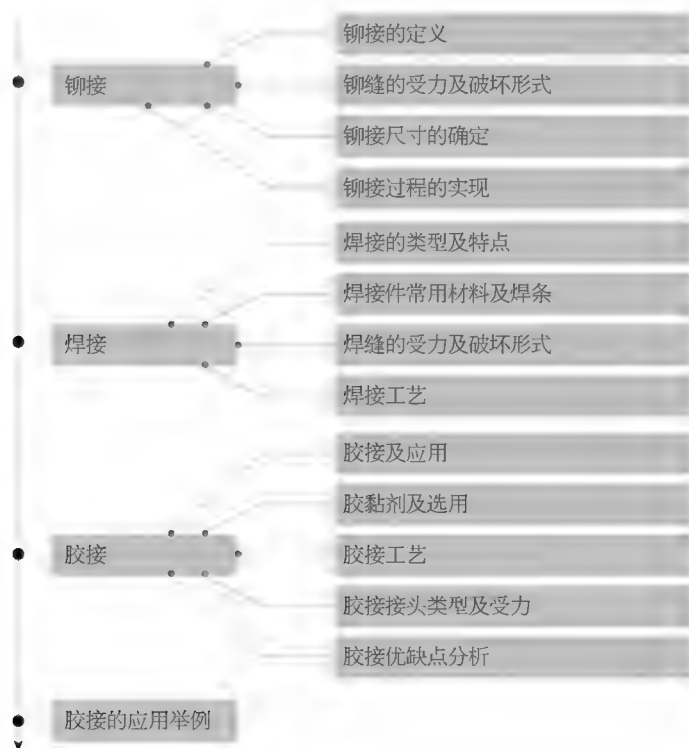 铆接
铆接的定义
铆缝的受力及破坏形式
铆接尺寸的确定
铆接过程的实现
焊接
焊接的类型及特点
焊接件常用材料及焊条
焊缝的受力及破坏形式
焊接工艺
胶接
胶接及应用
胶黏剂及选用
胶接工艺
胶接接头类型及受力
胶接优缺点分析
胶接的应用举例